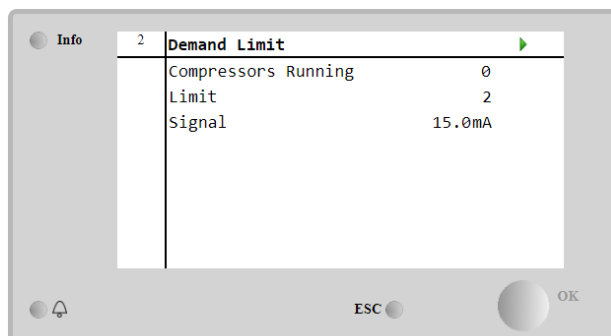 Info
2 Demand Limit
Compressors Running 0
Limit 2
Signal 15.0mA
ESC OK